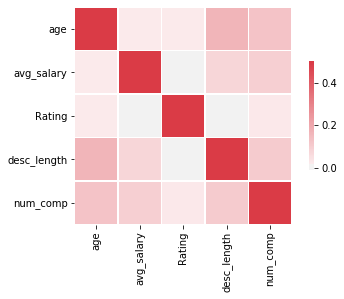 age
avg_salary
Rating
desc_length
num_comp
0.4
0.2
0.0
age
avg_salary
Rating
desc_length
num_comp